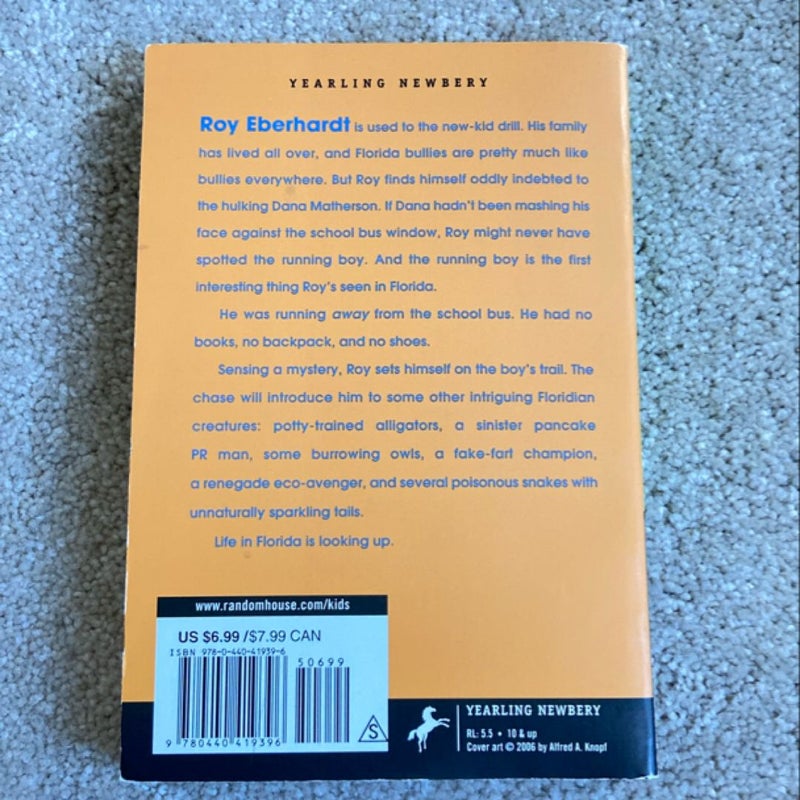 YEARLING NEWBERY
Roy Eberhardt is used to the new-kid drill. His family
has lived all over, and Florida bullies are pretty much like
bullies everywhere. But Roy finds himself oddly indebted to
the hulking Dana Matherson. If Dana hadn't been mashing his
face against the school bus window, Roy might never have
spotted the running boy. And the running boy is the first
interesting thing Roy's seen in Florida.
He was running away from the school bus. He had no
books, no backpack, and no shoes.
Sensing a mystery, Roy sets himself on the boy's trail. The
chase will introduce him to some other intriguing Floridian
creatures: potty-trained alligators, a sinister pancake
PR man, some burrowing owls, a fake-fart champion,
a renegade eco-avenger, and several poisonous snakes with
unnaturally sparkling tails.
Life in Florida is looking up.
www.randomhouse.com/kids
US $6.99 /$7.99 CAN
ISBN 978-0-440-41939-6
50699
9 780440 419396
S
YEARLING NEWBERY
RL: 5.5 • 10 & up
Cover art © 2006 by Alfred A. Knopf